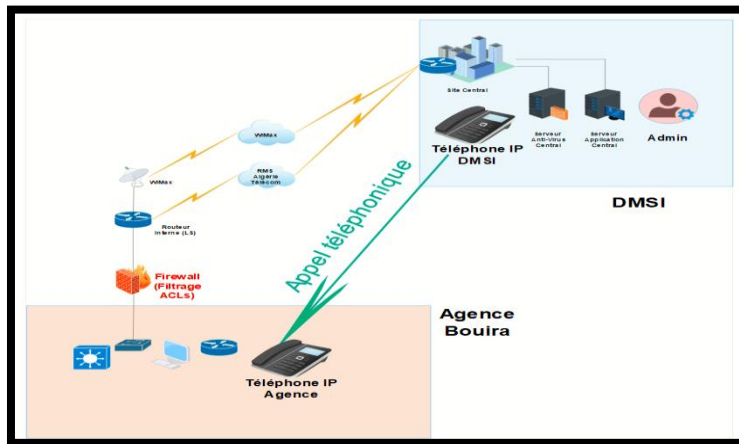 Site Central
Serveur
Anti-Virus
Central
Serveur
Application
Central
Admin
Téléphone IP
DMSI
DMSI
WiMax
RMS
Algérie
Télécom
WiMax
Routeur
Interne (LS)
Appel téléphonique
Firewall
(Filtrage
ACLs)
Agence
Bouira
Téléphone IP
Agence